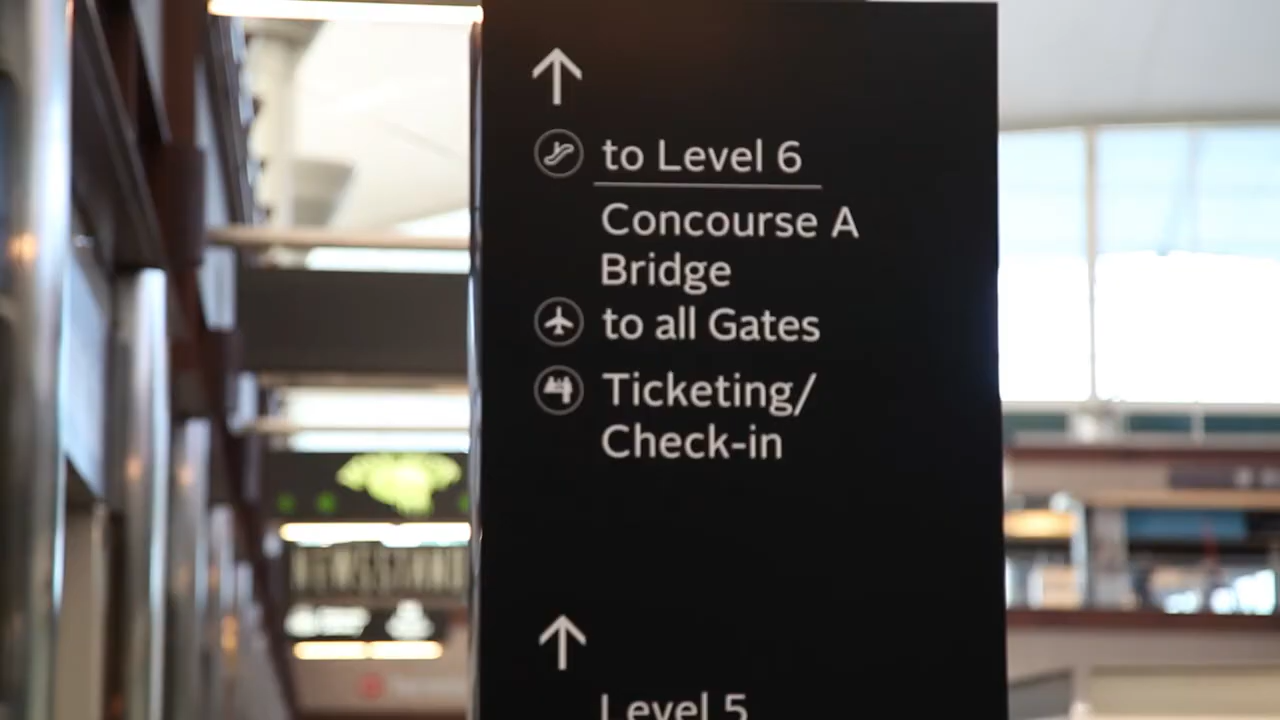 to Level 6
Concourse A
Bridge
to all Gates
Ticketing/
Check-in
Level 5